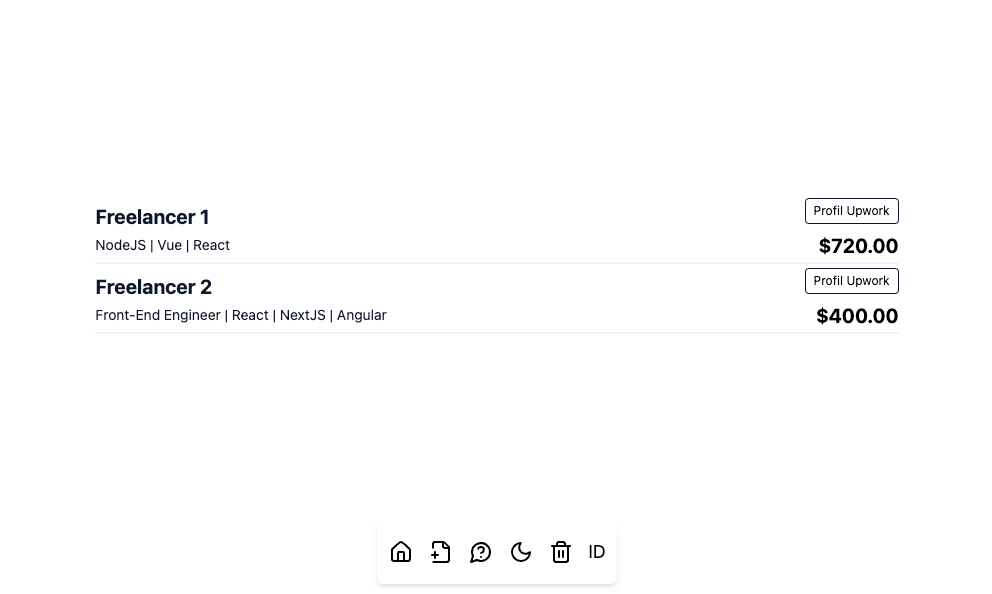 Freelancer 1
Profil Upwork
NodeJS | Vue | React
$720.00
Freelancer 2
Profil Upwork
Front-End Engineer | React | NextJS | Angular
$400.00
ID